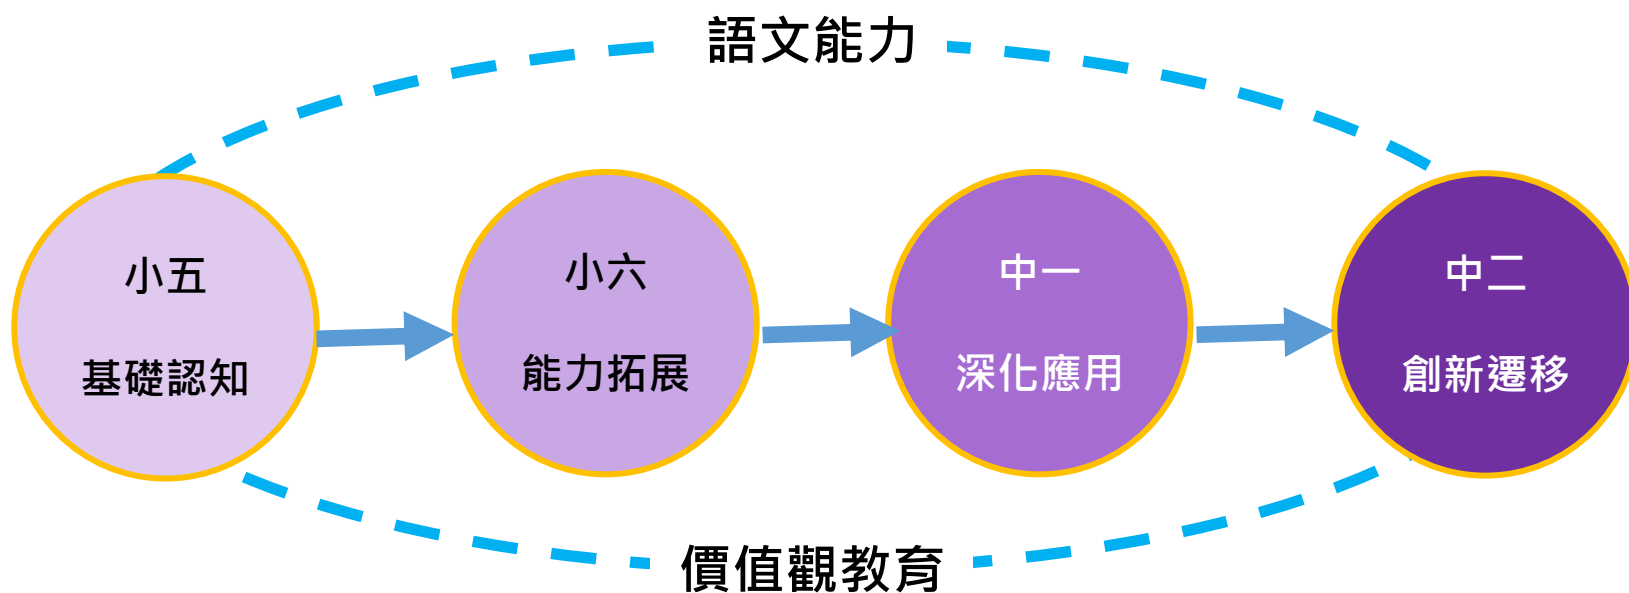 語文能力
小五
基礎認知
小六
能力拓展
中一
深化應用
中二
創新遷移
價值觀教育